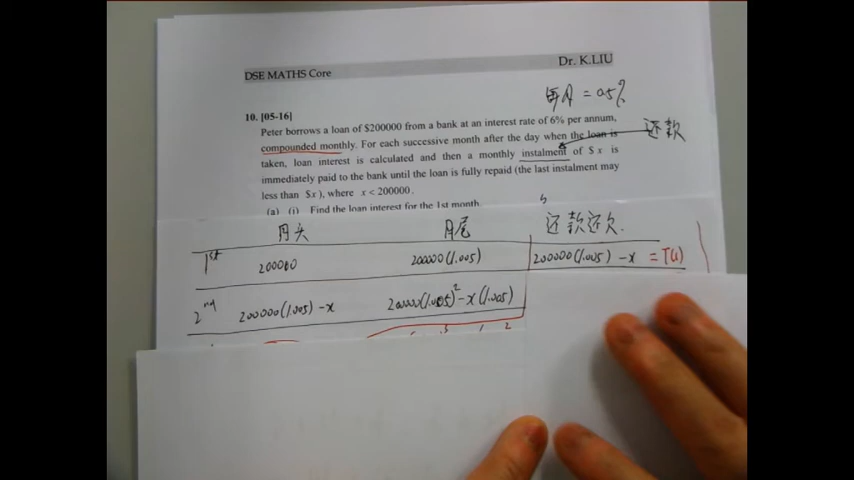 DSE MATHS Core
Dr. K.LIU
每月 = 0.5%
10. [05-16]
Peter borrows a loan of $200000 from a bank at an interest rate of 6% per annum,
compounded monthly. For each successive month after the day when the loan is
taken, loan interest is calculated and then a monthly instalment of $ x is
immediately paid to the bank until the loan is fully repaid (the last instalment may
less than $x), where x < 200000.
还款
(a) (i) Find the loan interest for the 1st month.
月头 月尾 还款还欠.
1st 200000 200000(1.005) 200000(1.005) -x = T(1)
2nd 200000(1.005) -x 200000(1.005)² -x(1.005)